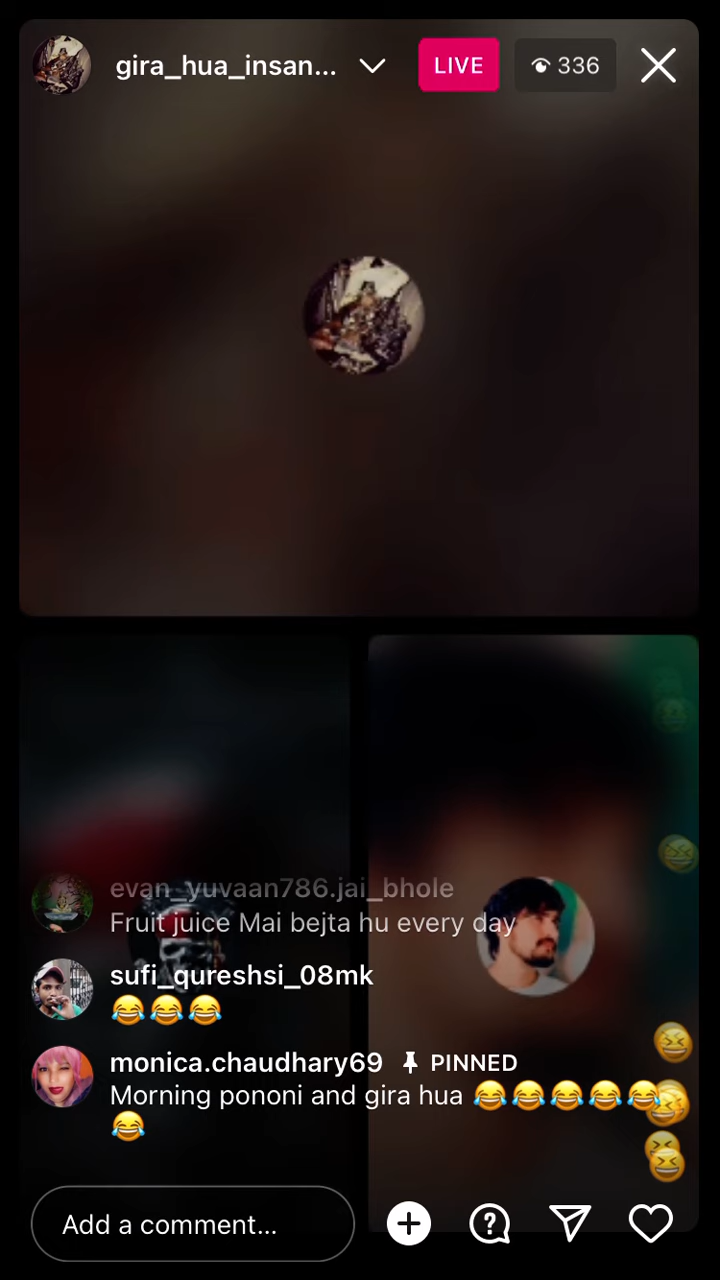 gira_hua_insan...
LIVE
336
evan_yuvaan786.jai_bhole
Fruit juice Mai bejta hu every day
sufi_qureshsi_08mk
😂😂😂
monica.chaudhary69 PINNED
Morning pononi and gira hua 😂😂😂😂😂
😂
Add a comment...